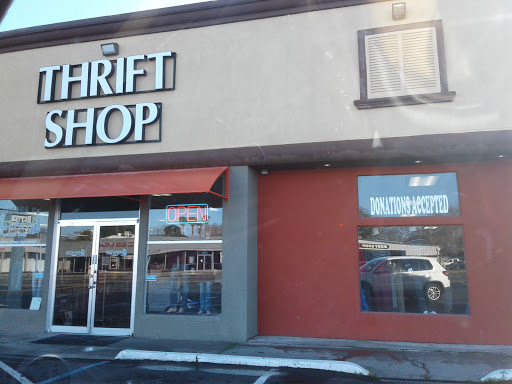 THRIFT
SHOP
OPEN
DONATIONS ACCEPTED